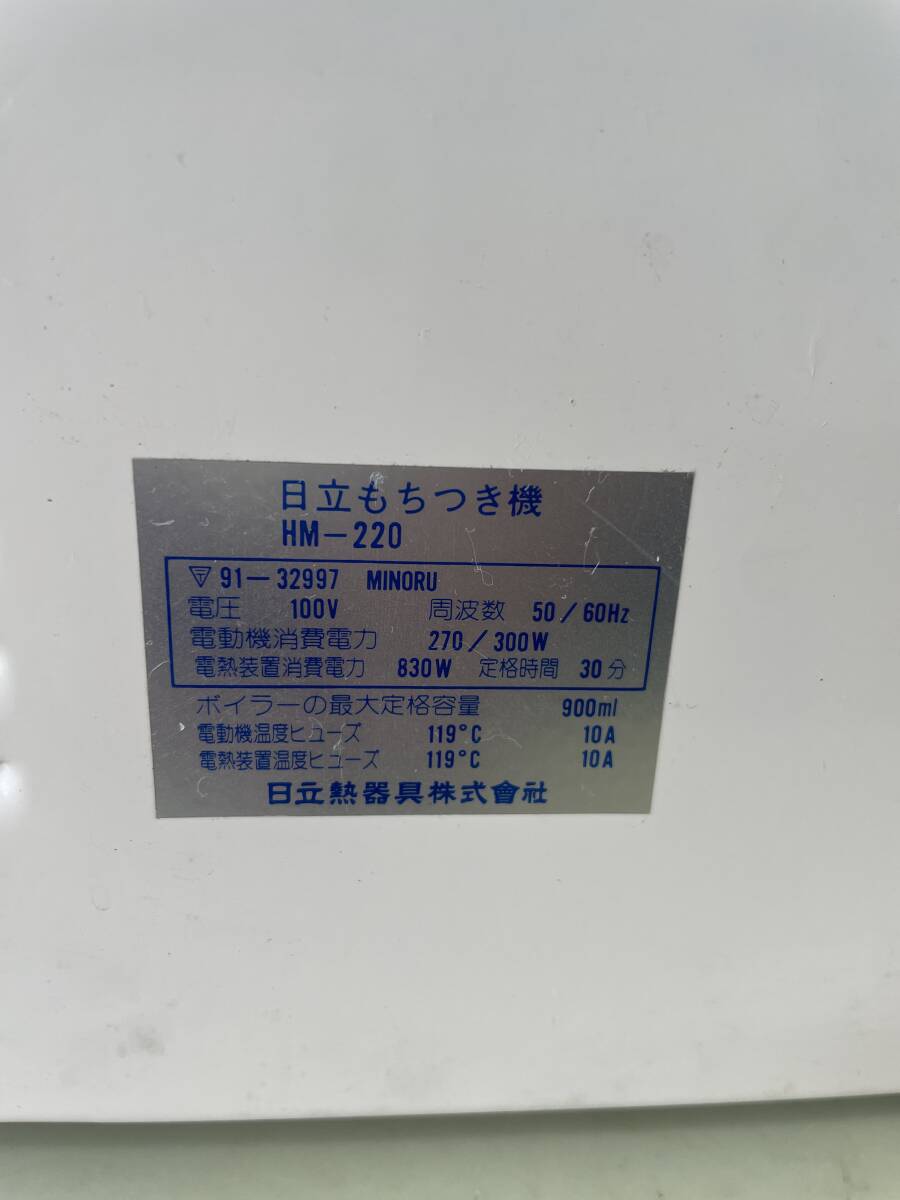 日立もちつき機
HM-220
91-32997 MINORU
電圧 100V 周波数 50/60Hz
電動機消費電力 270/300W
電熱装置消費電力 830W 定格時間 30分
ボイラーの最大定格容量 900ml
電動機温度ヒューズ 119°C 10A
電熱装置温度ヒューズ 119°C 10A
日立熱器具株式會社